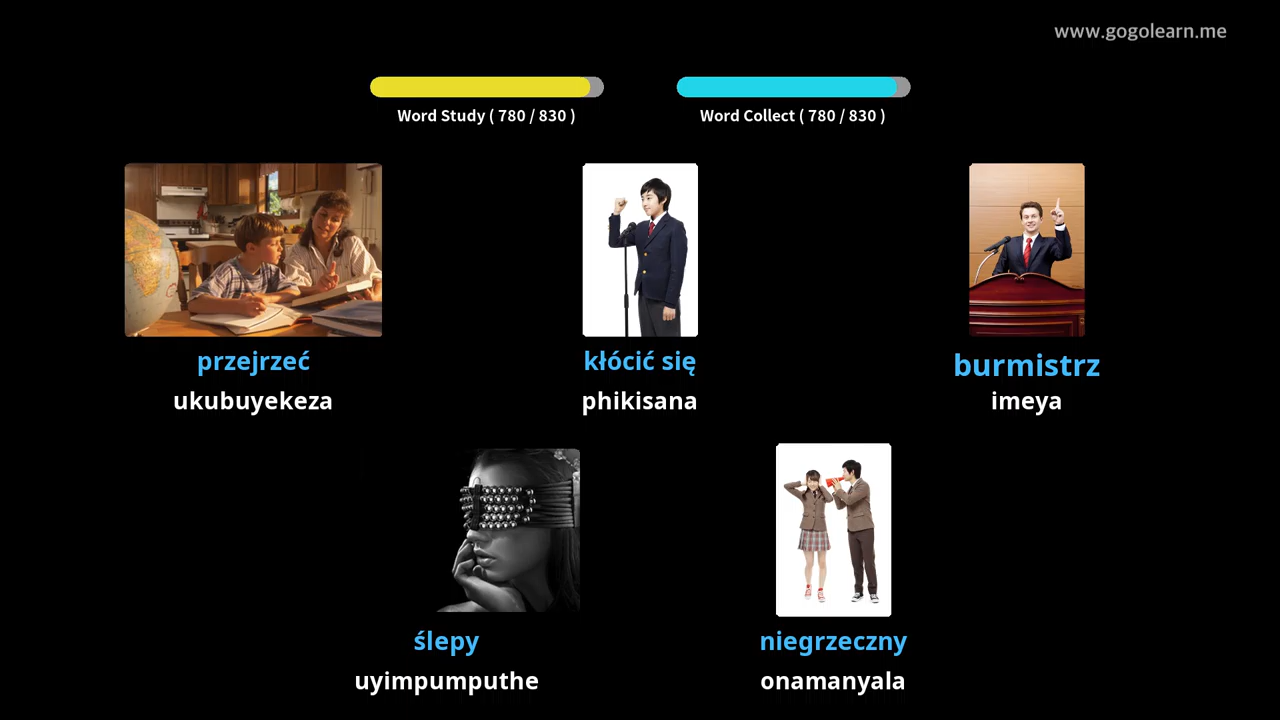 www.gogolearn.me
Word Study ( 780 / 830 )
Word Collect ( 780 / 830 )
przejrzeć
kłócić się
burmistrz
ukubuyekeza
phikisana
imeya
ślepy
niegrzeczny
uyimpumputhe
onamanyala